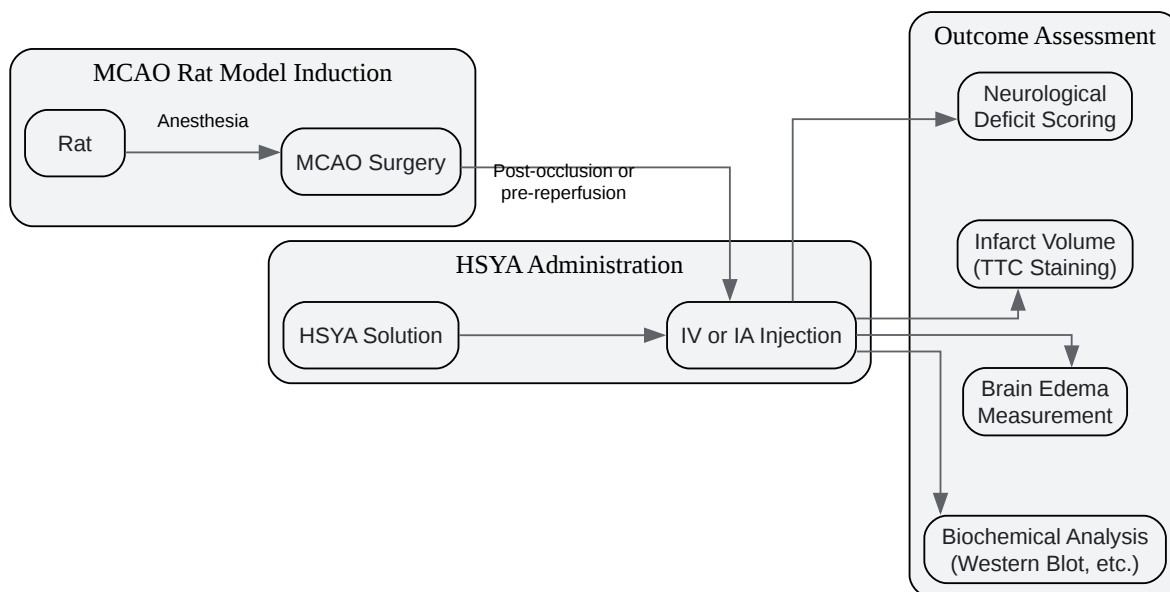 MCAO Rat Model Induction
Rat
Anesthesia
MCAO Surgery
Post-occlusion or
pre-reperfusion
HSYA Administration
HSYA Solution
IV or IA Injection
Outcome Assessment
Neurological
Deficit Scoring
Infarct Volume
(TTC Staining)
Brain Edema
Measurement
Biochemical Analysis
(Western Blot, etc.)